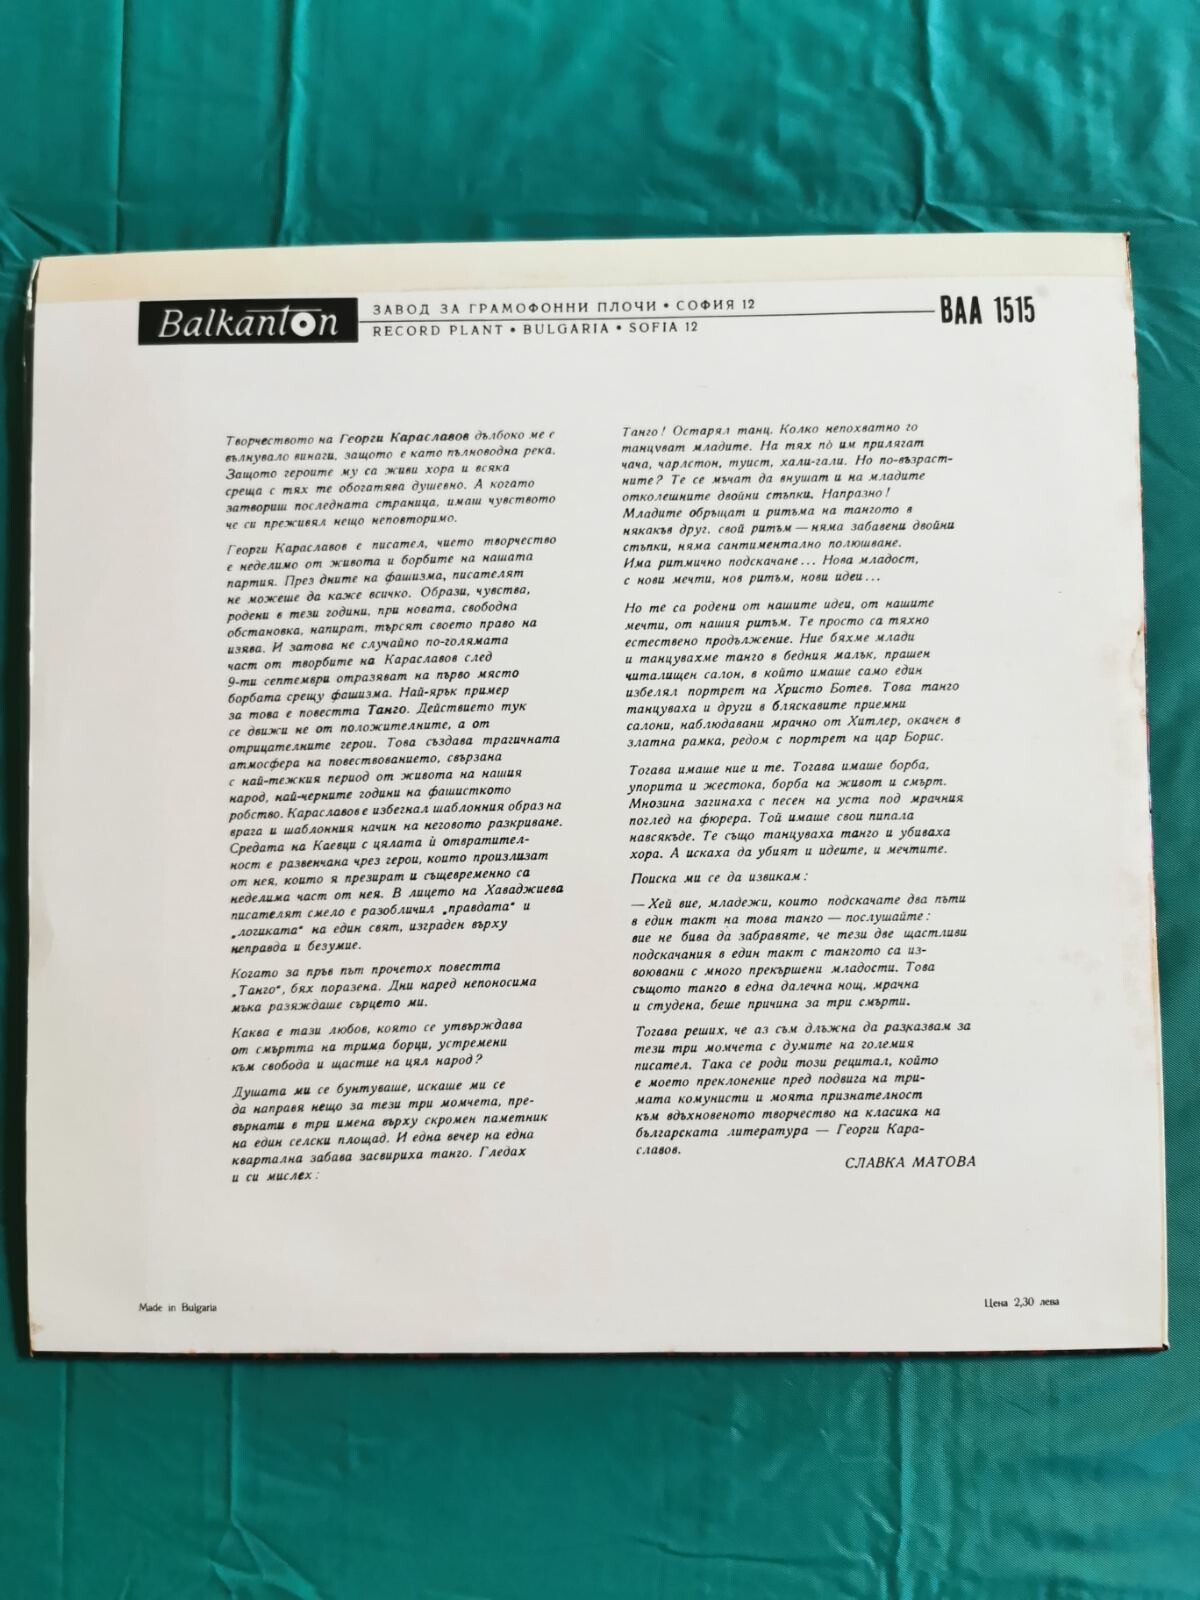 Balkanton
ЗАВОД ЗА ГРАМОФОННИ ПЛОЧИ • СОФИЯ 12
RECORD PLANT • BULGARIA • SOFIA 12
ВАА 1515
Творчеството на Георги Караславов дълбоко ме е
вълнувало винаги, защото е като пълноводна река.
Защото героите му са живи хора и всяка
среща с тях те обогатява душевно. А когато
затвориш последната страница, имаш чувството
че си преживял нещо неповторимо.
Георги Караславов е писател, чието творчество
е неделимо от живота и борбите на нашата
партия. През дните на фашизма, писателят
не можеше да каже всичко. Образи, чувства,
родени в тези години, при новата, свободна
обстановка, напират, търсят своето право на
изява. И затова не случайно по-голямата
част от творбите на Караславов след
9-ти септември отразяват на първо място
борбата срещу фашизма. Най-ярък пример
за това е повестта Танго. Действието тук
се движи не от положителните, а от
отрицателните герои. Това създава трагичната
атмосфера на повествованието, свързана
с най-тежкия период от живота на нашия
народ, най-черните години на фашисткото
робство. Караславов е избегнал шаблонния образ на
врага и шаблонния начин на неговото разкриване.
Средата на Каевци с цялата ѝ отвратител-
ност е развенчана чрез герои, които произлизат
от нея, които я презират и същевременно са
неделима част от нея. В лицето на Хаваджиева
писателят смело е разобличил „правдата“ и
„логиката“ на един свят, изграден върху
неправда и безумие.
Когато за пръв път прочетох повестта
„Танго“, бях поразена. Дни наред непоносима
мъка разяждаше сърцето ми.
Каква е тази любов, която се утвърждава
от смъртта на трима борци, устремени
към свобода и щастие на цял народ?
Душата ми се бунтуваше, искаше ми се
да направя нещо за тези три момчета, пре-
върнати в три имена върху скромен паметник
на един селски площад. И една вечер на една
квартална забава засвириха танго. Гледах
и си мислех:
Танго! Остарял танц. Колко непохватно го
танцуват младите. На тях пò им прилягат
чача, чарлстон, туист, хали-гали. Но по-възраст-
ните? Те се мъчат да внушат и на младите
отколешните двойни стъпки. Напразно!
Младите обръщат и ритъма на тангото в
някакъв друг, свой ритъм — няма забавени двойни
стъпки, няма сантиментално полюшване.
Има ритмично подскачане... Нова младост,
с нови мечти, нов ритъм, нови идеи...
Но те са родени от нашите идеи, от нашите
мечти, от нашия ритъм. Те просто са тяхно
естествено продължение. Ние бяхме млади
и танцувахме танго в бедния малък, прашен
читалищен салон, в който имаше само един
избелял портрет на Христо Ботев. Това танго
танцуваха и други в бляскавите приемни
салони, наблюдавани мрачно от Хитлер, окачен в
златна рамка, редом с портрет на цар Борис.
Тогава имаше ние и те. Тогава имаше борба,
упорита и жестока, борба на живот и смърт.
Мнозина загинаха с песен на уста под мрачния
поглед на фюрера. Той имаше свои пипала
навсякъде. Те също танцуваха танго и убиваха
хора. А искаха да убият и идеите, и мечтите.
Поиска ми се да извикам:
— Хей вие, младежи, които подскачате два пъти
в един такт на това танго — послушайте:
вие не бива да забравяте, че тези две щастливи
подскачания в един такт с тангото са из-
воювани с много прекършени младости. Това
същото танго в една далечна нощ, мрачна
и студена, беше причина за три смърти.
Тогава реших, че аз съм длъжна да разказвам за
тези три момчета с думите на големия
писател. Така се роди този рецитал, който
е моето преклонение пред подвига на три-
мата комунисти и моята признателност
към вдъхновеното творчество на класика на
българската литература — Георги Кара-
славов.
СЛАВКА МАТОВА
Made in Bulgaria
Цена 2,30 лева